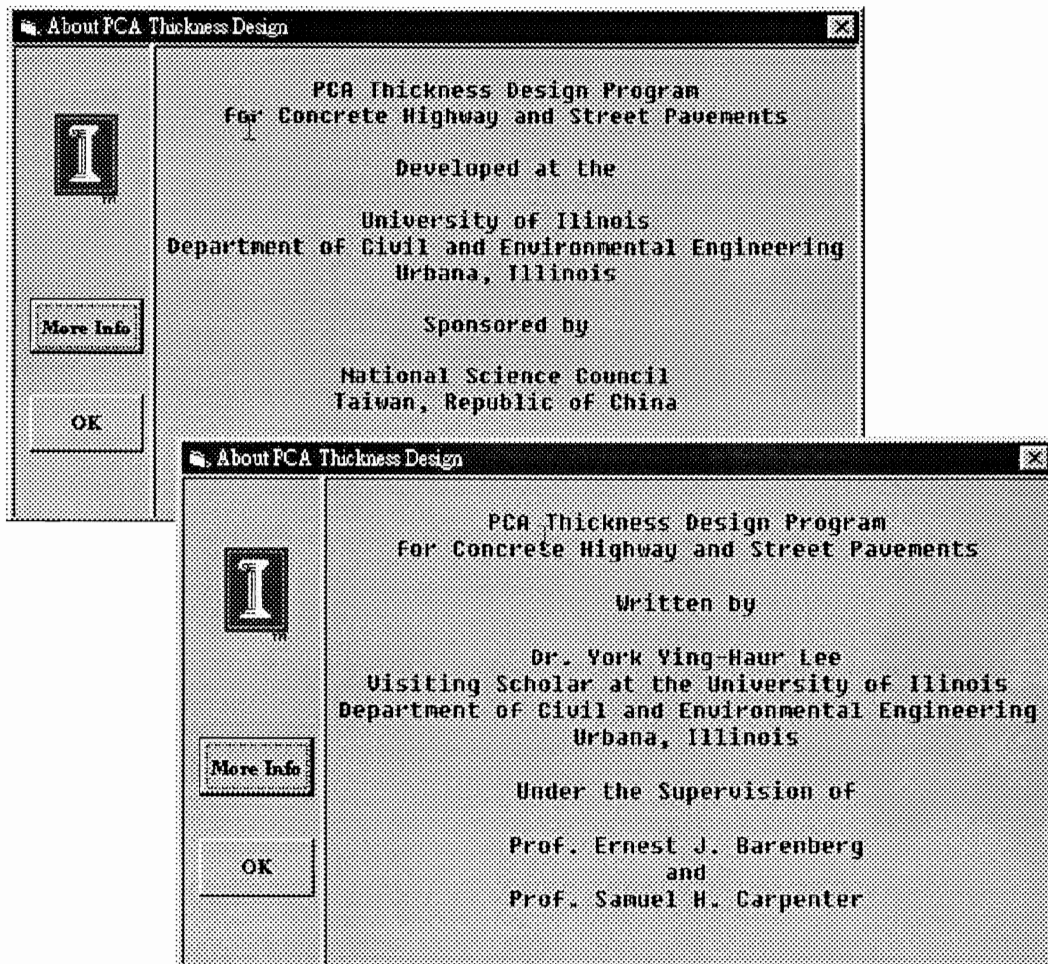 About PCA Thickness Design
PCA Thickness Design Program
For Concrete Highway and Street Pavements
Developed at the
University of Illinois
Department of Civil and Environmental Engineering
Urbana, Illinois
Sponsored by
National Science Council
Taiwan, Republic of China
I
TM
More Info
OK
About PCA Thickness Design
PCA Thickness Design Program
For Concrete Highway and Street Pavements
Written by
Dr. York Ying-Haur Lee
Visiting Scholar at the University of Illinois
Department of Civil and Environmental Engineering
Urbana, Illinois
Under the Supervision of
Prof. Ernest J. Barenberg
and
Prof. Samuel H. Carpenter
I
TM
More Info
OK